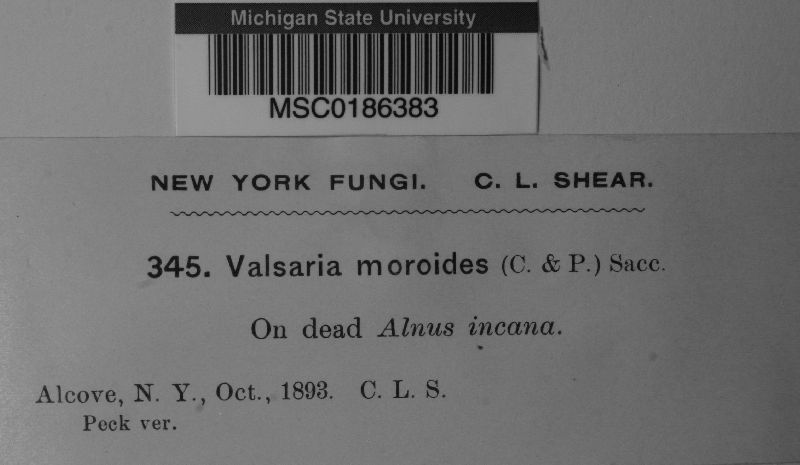 Michigan State University
MSC0186383
NEW YORK FUNGI. C. L. SHEAR.
345. Valsaria moroides (C. & P.) Sacc.
On dead Alnus incana.
Alcove, N. Y., Oct., 1893. C. L. S.
Peck ver.